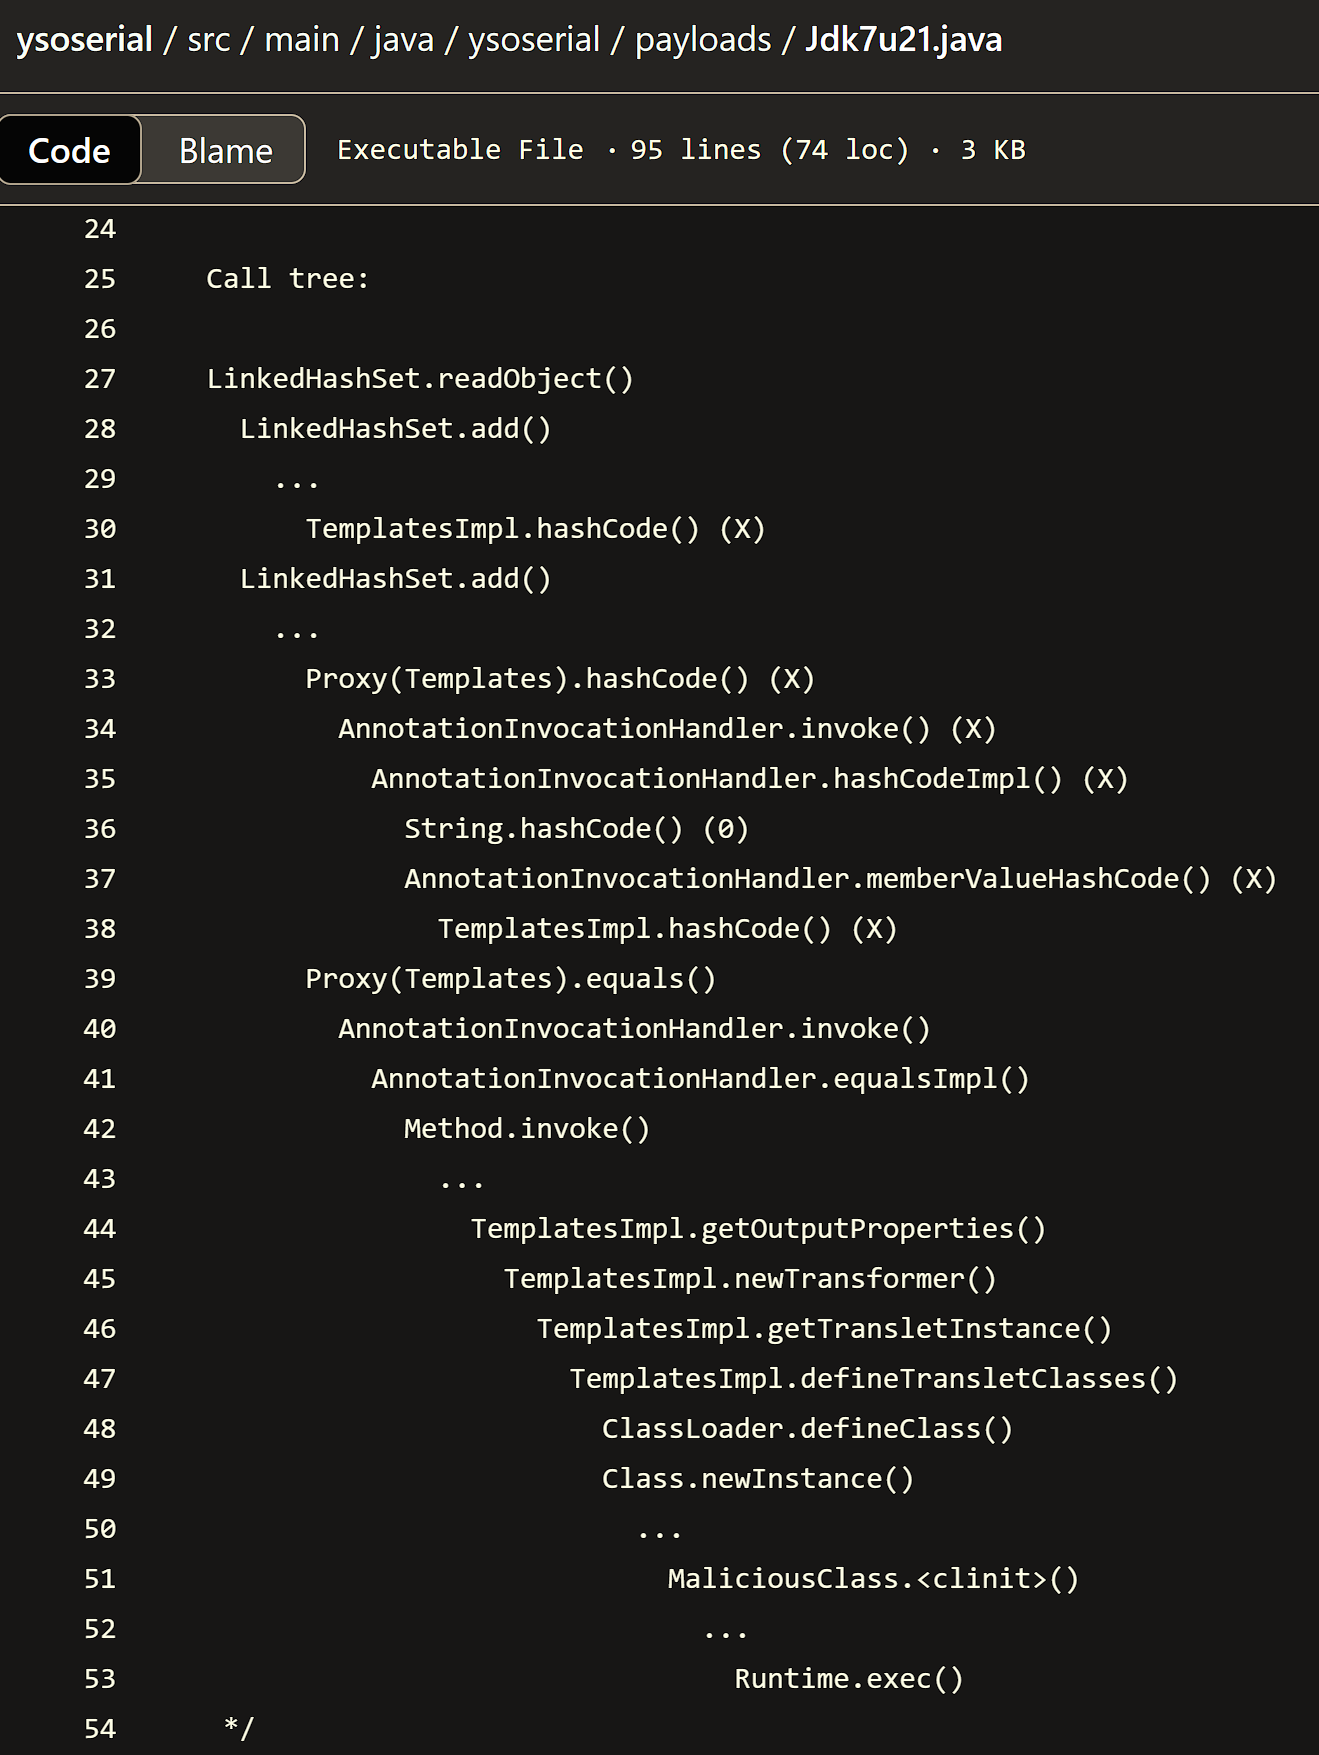 ysoserial / src / main / java / ysoserial / payloads / Jdk7u21.java
Code Blame Executable File · 95 lines (74 loc) · 3 KB
24
25 Call tree:
26
27 LinkedHashSet.readObject()
28 LinkedHashSet.add()
29 ...
30 TemplatesImpl.hashCode() (X)
31 LinkedHashSet.add()
32 ...
33 Proxy(Templates).hashCode() (X)
34 AnnotationInvocationHandler.invoke() (X)
35 AnnotationInvocationHandler.hashCodeImpl() (X)
36 String.hashCode() (0)
37 AnnotationInvocationHandler.memberValueHashCode() (X)
38 TemplatesImpl.hashCode() (X)
39 Proxy(Templates).equals()
40 AnnotationInvocationHandler.invoke()
41 AnnotationInvocationHandler.equalsImpl()
42 Method.invoke()
43 ...
44 TemplatesImpl.getOutputProperties()
45 TemplatesImpl.newTransformer()
46 TemplatesImpl.getTransletInstance()
47 TemplatesImpl.defineTransletClasses()
48 ClassLoader.defineClass()
49 Class.newInstance()
50 ...
51 MaliciousClass.<clinit>()
52 ...
53 Runtime.exec()
54 */